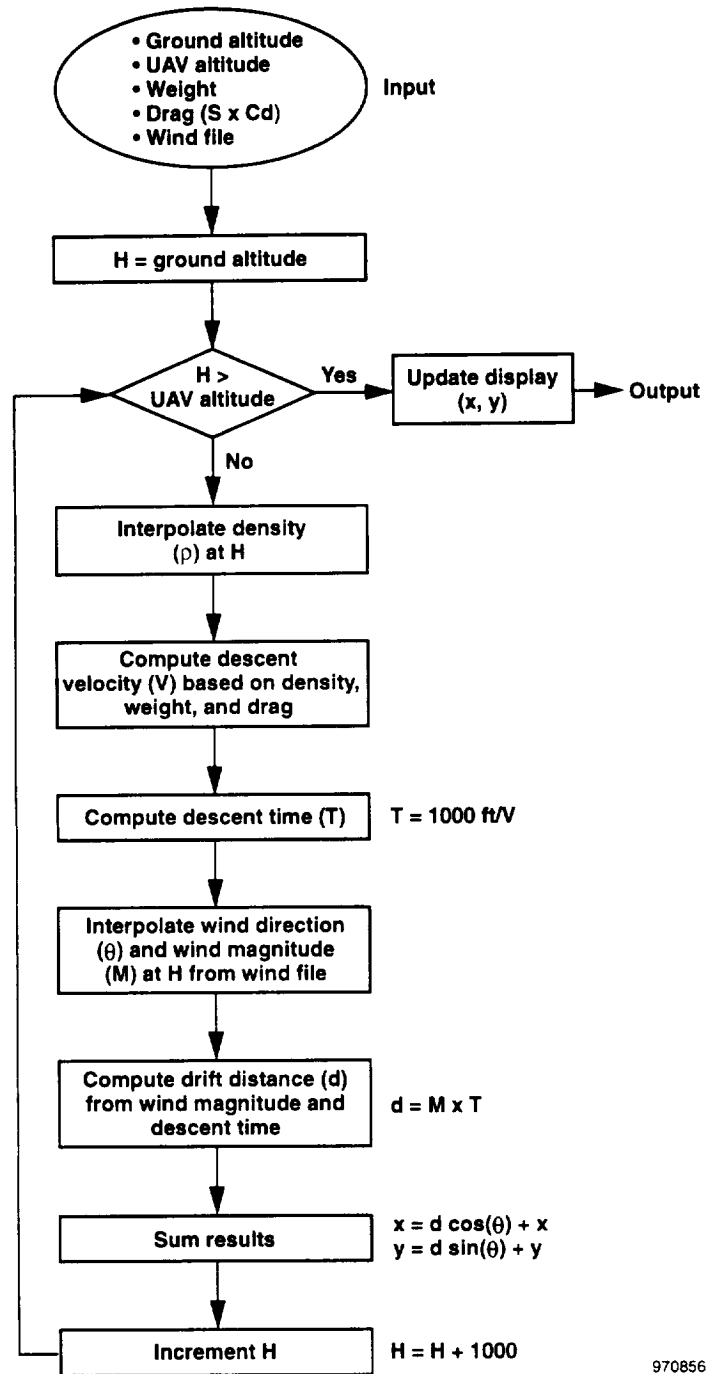 • Ground altitude
• UAV altitude
• Weight
• Drag (S x Cd)
• Wind file
Input
H = ground altitude
H >
UAV altitude
Yes
Update display
(x, y)
Output
No
Interpolate density
(ρ) at H
Compute descent
velocity (V) based on density,
weight, and drag
Compute descent time (T)
T = 1000 ft/V
Interpolate wind direction
(θ) and wind magnitude
(M) at H from wind file
Compute drift distance (d)
from wind magnitude and
descent time
d = M x T
Sum results
x = d cos(θ) + x
y = d sin(θ) + y
Increment H
H = H + 1000
970856